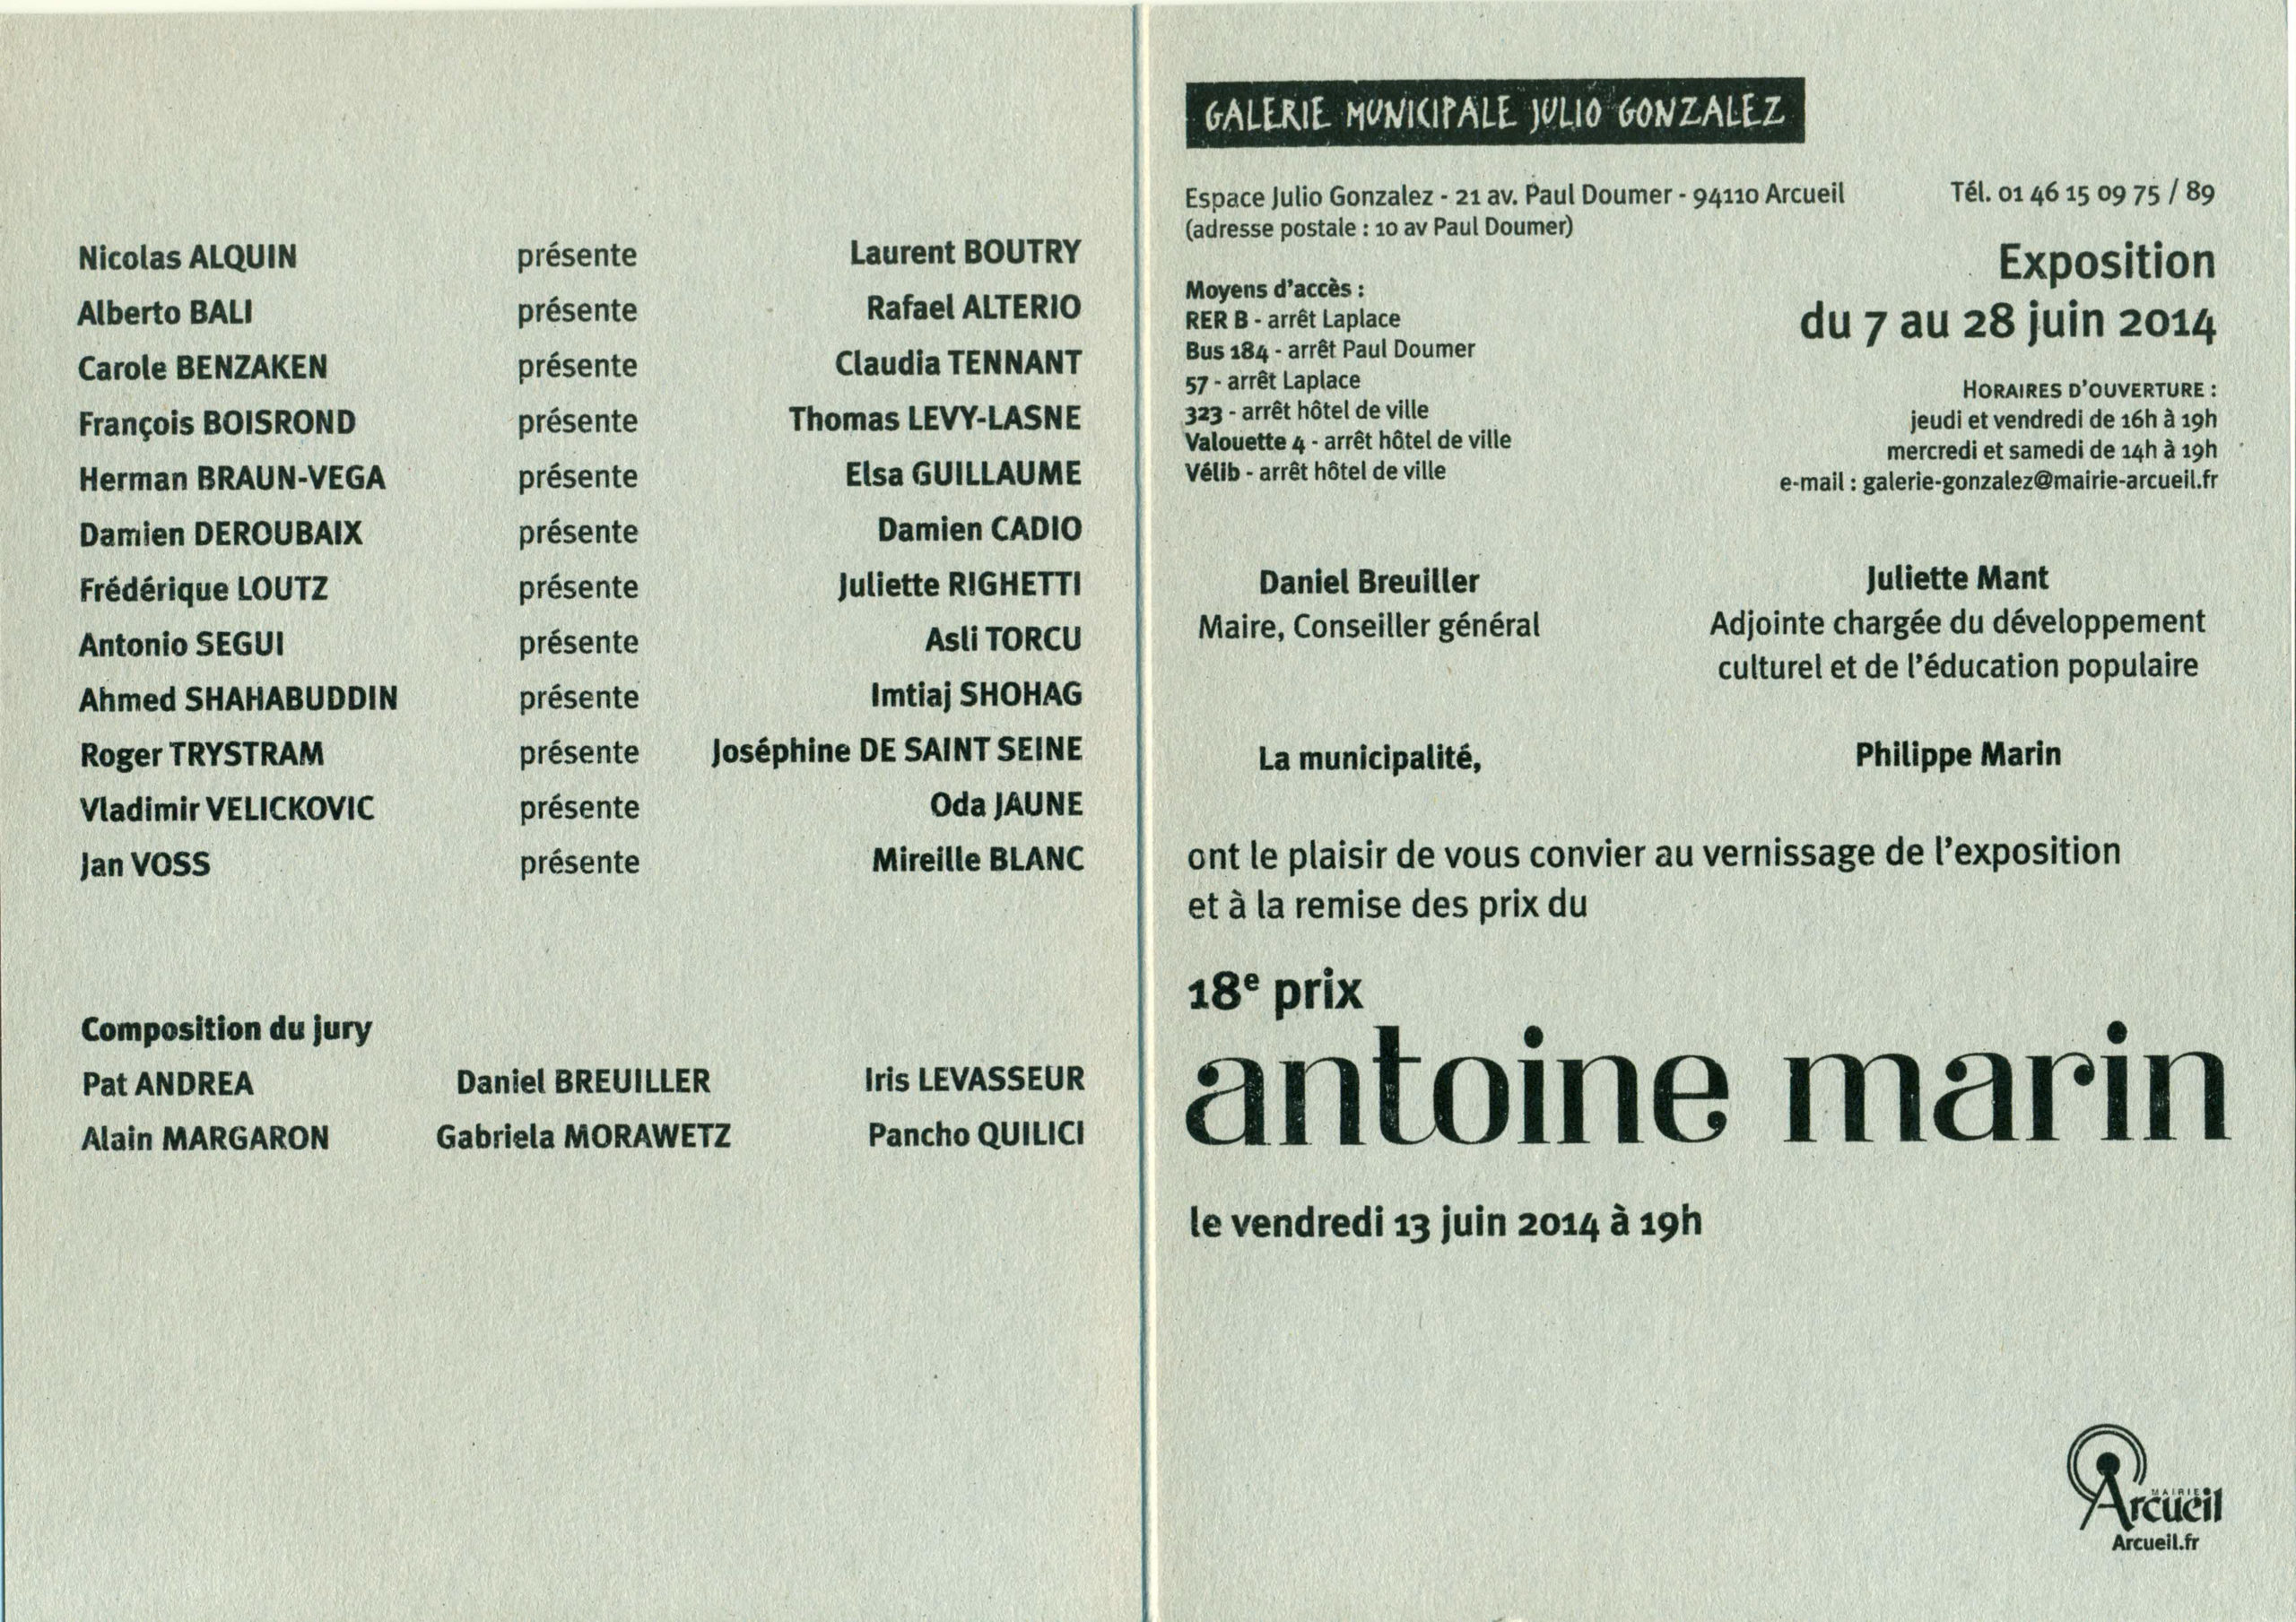 Nicolas ALQUIN présente Laurent BOUTRY
Alberto BALI présente Rafael ALTERIO
Carole BENZAKEN présente Claudia TENNANT
François BOISROND présente Thomas LEVY-LASNE
Herman BRAUN-VEGA présente Elsa GUILLAUME
Damien DEROUBAIX présente Damien CADIO
Frédérique LOUTZ présente Juliette RIGHETTI
Antonio SEGUI présente Asli TORCU
Ahmed SHAHABUDDIN présente Imtiaj SHOHAG
Roger TRYSTRAM présente Joséphine DE SAINT SEINE
Vladimir VELICKOVIC présente Oda JAUNE
Jan VOSS présente Mireille BLANC
Composition du jury
Pat ANDREA Daniel BREUILLER Iris LEVASSEUR
Alain MARGARON Gabriela MORAWETZ Pancho QUILICI
GALERIE MUNICIPALE JULIO GONZALEZ
Espace Julio Gonzalez - 21 av. Paul Doumer - 94110 Arcueil
(adresse postale : 10 av Paul Doumer)
Tél. 01 46 15 09 75 / 89
Moyens d'accès :
RER B - arrêt Laplace
Bus 184 - arrêt Paul Doumer
57 - arrêt Laplace
323 - arrêt hôtel de ville
Valouette 4 - arrêt hôtel de ville
Vélib - arrêt hôtel de ville
Exposition
du 7 au 28 juin 2014
HORAIRES D'OUVERTURE :
jeudi et vendredi de 16h à 19h
mercredi et samedi de 14h à 19h
e-mail : galerie-gonzalez@mairie-arcueil.fr
Daniel Breuiller
Maire, Conseiller général
Juliette Mant
Adjointe chargée du développement
culturel et de l'éducation populaire
La municipalité,
Philippe Marin
ont le plaisir de vous convier au vernissage de l'exposition
et à la remise des prix du
18e prix
antoine marin
le vendredi 13 juin 2014 à 19h
MAIRIE
Arcueil
Arcueil.fr